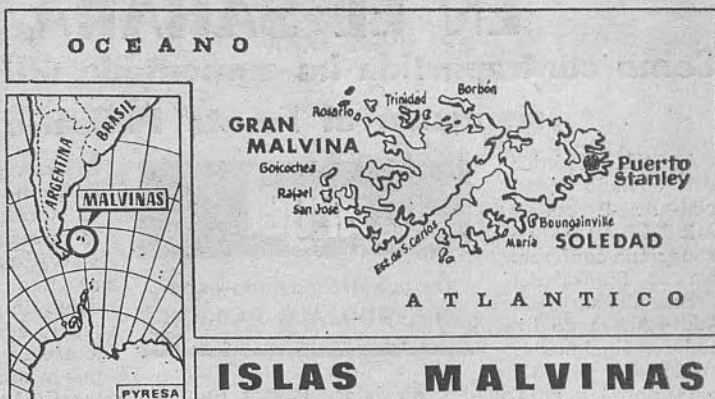 OCEANO
Borbón
Trinidad
Rosario
GRAN
MALVINA
Goicochea
Rafael
San José
Puerto
Stanley
Boungainville
María
SOLEDAD
Est. de S. Carlos
ATLANTICO
BRASIL
ARGENTINA
MALVINAS
PYRESA
ISLAS MALVINAS